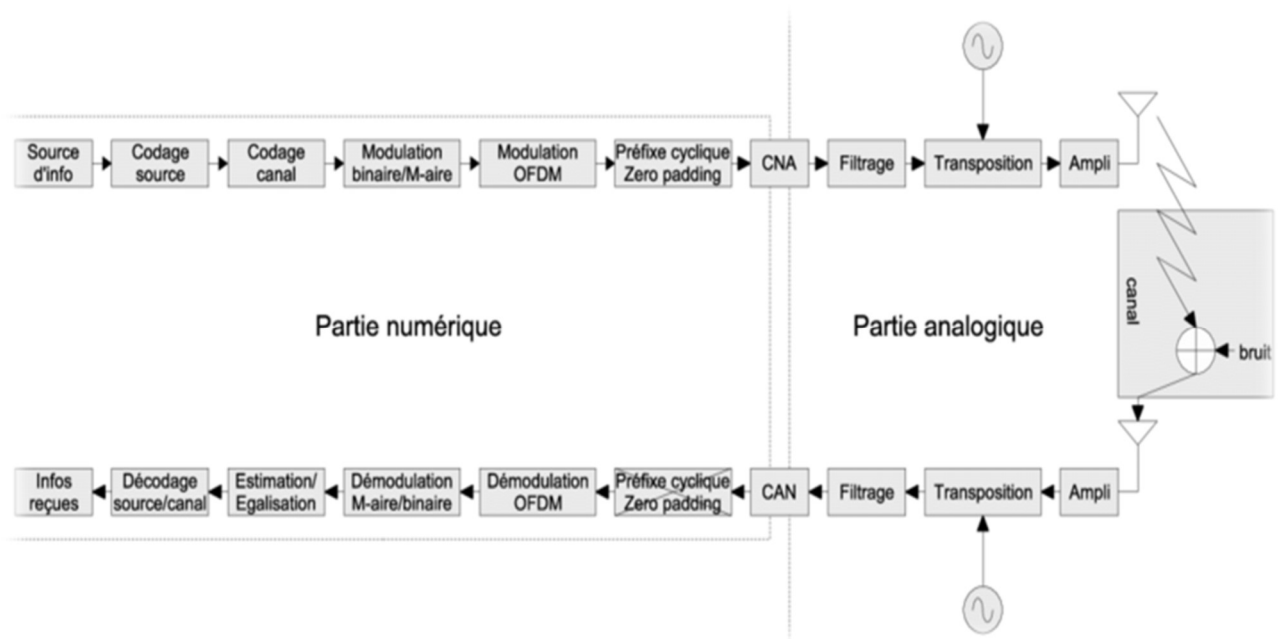 Source
d'info
Codage
source
Codage
canal
Modulation
binaire/M-aire
Modulation
OFDM
Préfixe cyclique
Zero padding
CNA
Filtrage
Transposition
Ampli
Partie numérique
Partie analogique
canal
bruit
Infos
reçues
Décodage
source/canal
Estimation/
Egalisation
Démodulation
M-aire/binaire
Démodulation
OFDM
Préfixe cyclique
Zero padding
CAN
Filtrage
Transposition
Ampli